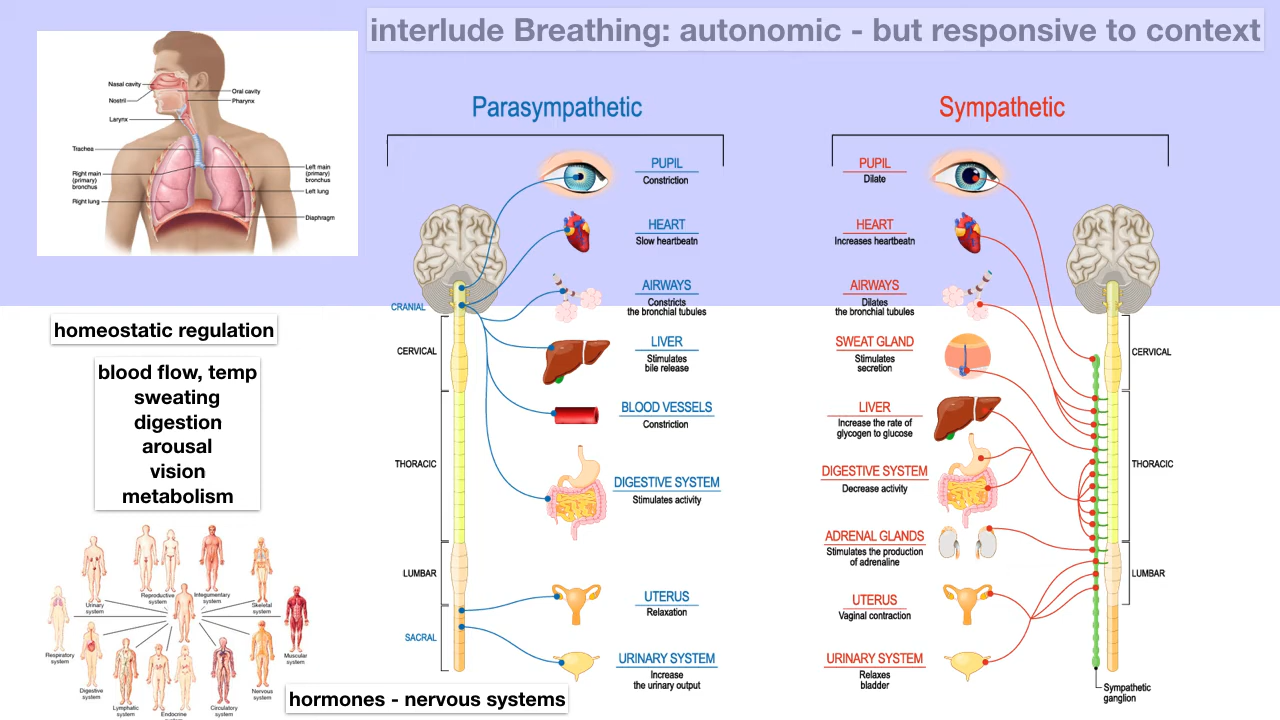 interlude Breathing: autonomic - but responsive to context
Nasal cavity
Nostril
Larynx
Trachea
Right main
(primary)
bronchus
Right lung
Oral cavity
Pharynx
Left main
(primary)
bronchus
Left lung
Diaphragm
homeostatic regulation
blood flow, temp
sweating
digestion
arousal
vision
metabolism
Urinary
system
Reproductive
system
Integumentary
system
Skeletal
system
Respiratory
system
Muscular
system
Digestive
system
Lymphatic
system
Endocrine
system
Circulatory
system
Nervous
system
hormones - nervous systems
Parasympathetic
PUPIL
Constriction
HEART
Slow heartbeatn
AIRWAYS
Constricts
the bronchial tubules
LIVER
Stimulates
bile release
BLOOD VESSELS
Constriction
DIGESTIVE SYSTEM
Stimulates activity
UTERUS
Relaxation
URINARY SYSTEM
Increase
the urinary output
CRANIAL
CERVICAL
THORACIC
LUMBAR
SACRAL
Sympathetic
PUPIL
Dilate
HEART
Increases heartbeatn
AIRWAYS
Dilates
the bronchial tubules
SWEAT GLAND
Stimulates
secretion
LIVER
Increase the rate of
glycogen to glucose
DIGESTIVE SYSTEM
Decrease activity
ADRENAL GLANDS
Stimulates the production
of adrenaline
UTERUS
Vaginal contraction
URINARY SYSTEM
Relaxes
bladder
CERVICAL
THORACIC
LUMBAR
Sympathetic
ganglion